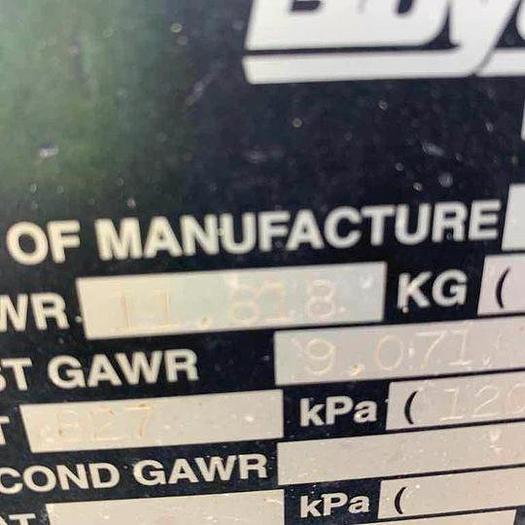 OF MANUFACTURE
WR 11.818 KG (
ST GAWR 9,071.
T 827 kPa ( 120
COND GAWR
kPa (